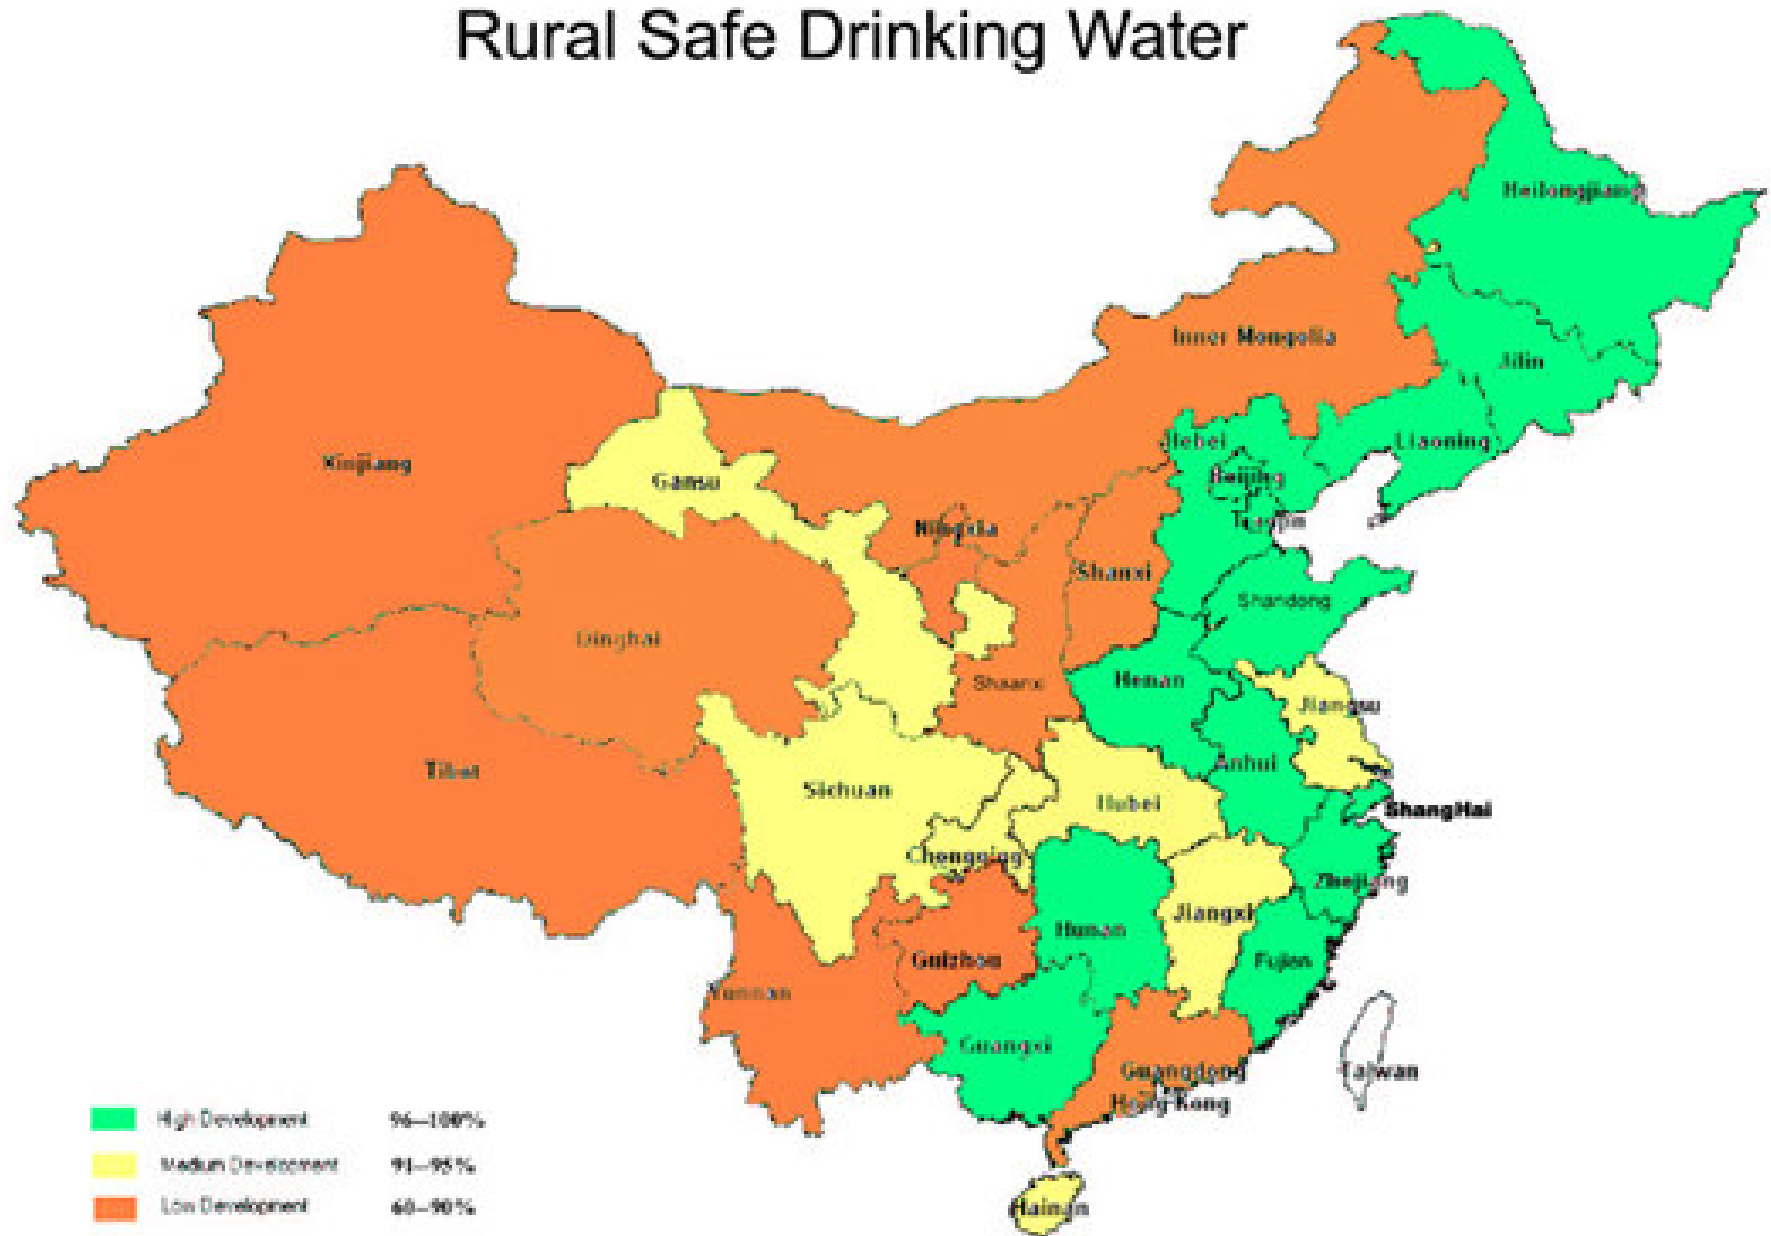 Rural Safe Drinking Water
Heilongjiang
Inner Mongolia
Jilin
Hebei
Liaoning
Xinjiang
Beijing
Gansu
Tianjin
Ningxia
Shanxi
Shandong
Qinghai
Henan
Shaanxi
Jiangsu
Tibet
Anhui
Sichuan
Hubei
ShangHai
Chongqing
Zhejiang
Jiangxi
Hunan
Guizhou
Fujian
Yunnan
Guangxi
Guangdong
Taiwan
Hong Kong
High Development 96–100%
Medium Development 91–95%
Low Development 60–90%
Hainan